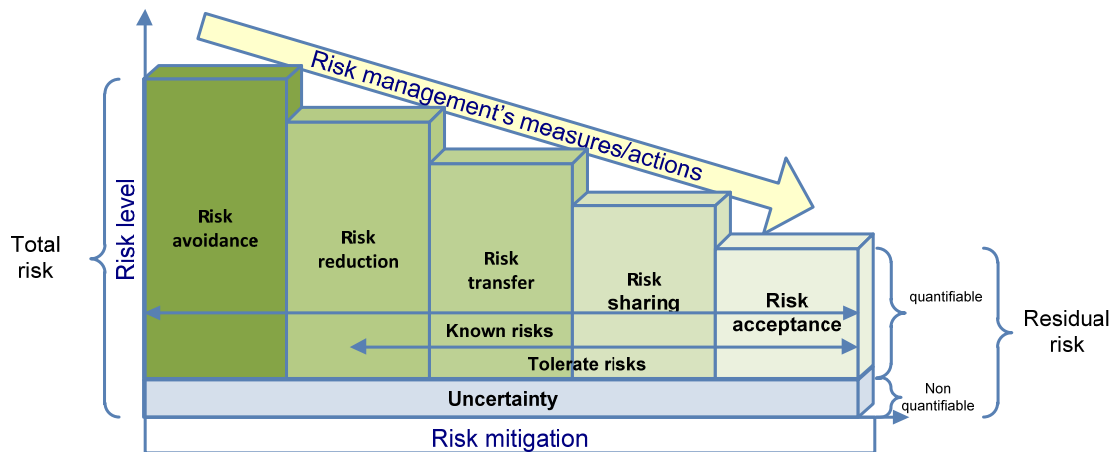 Risk management's measures/actions
Risk level
Total
risk
Risk
avoidance
Risk
reduction
Risk
transfer
Risk
sharing
Risk
acceptance
quantifiable
Residual
risk
Known risks
Tolerate risks
Non
quantifiable
Uncertainty
Risk mitigation